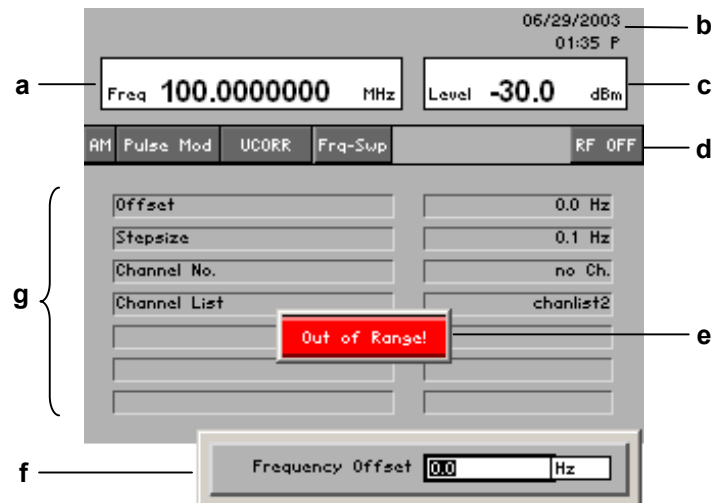 06/29/2003
b
01:35 P
a
Freq 100.0000000 MHz
Level -30.0 dBm
c
AM Pulse Mod UCORR Frq-Swp RF OFF
d
Offset 0.0 Hz
Stepsize 0.1 Hz
Channel No. no Ch.
g
Channel List chanlist2
Out of Range!
e
f
Frequency Offset 0.0 Hz